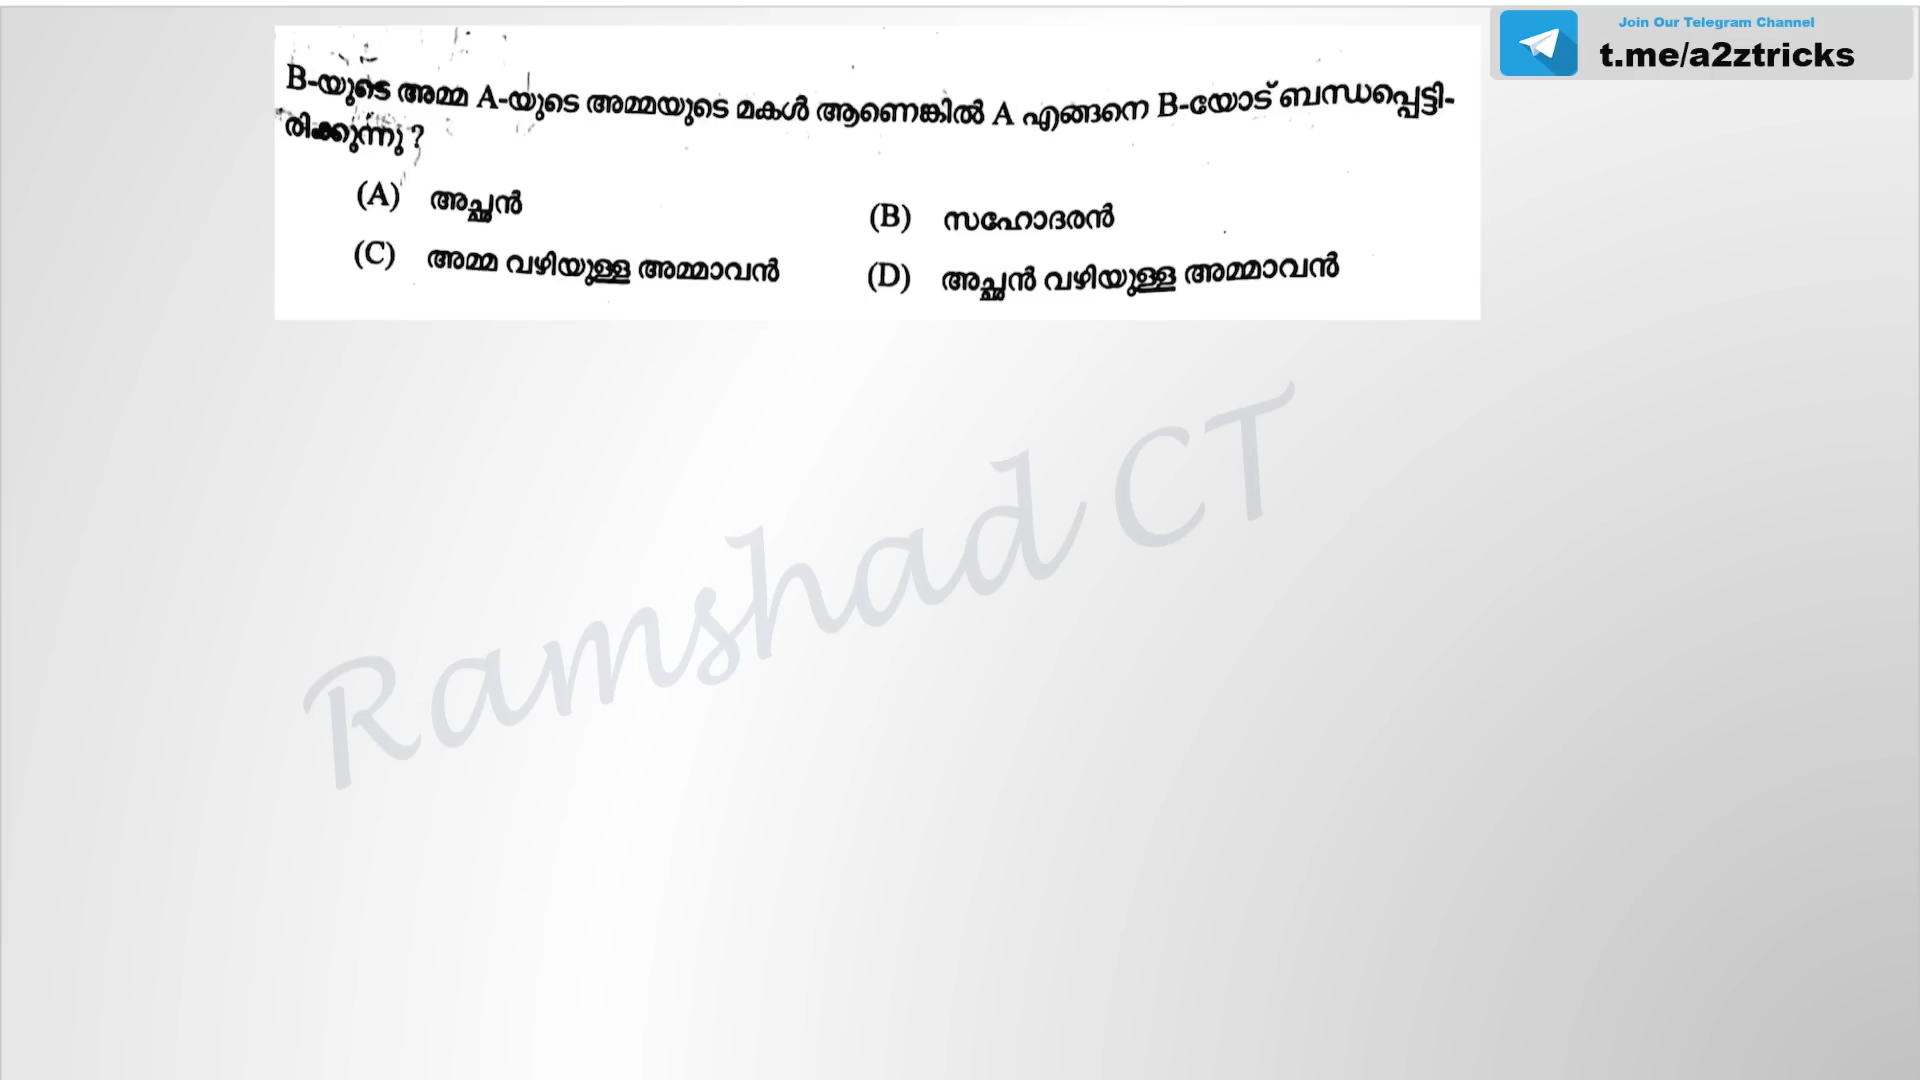 Join Our Telegram Channel
t.me/a2ztricks
B-യുടെ അമ്മ A-യുടെ അമ്മയുടെ മകൾ ആണെങ്കിൽ A എങ്ങനെ B-യോട് ബന്ധപ്പെട്ടി-
രിക്കുന്നു ?
(A) അച്ഛൻ
(B) സഹോദരൻ
(C) അമ്മ വഴിയുള്ള അമ്മാവൻ
(D) അച്ഛൻ വഴിയുള്ള അമ്മാവൻ
Ramshad CT